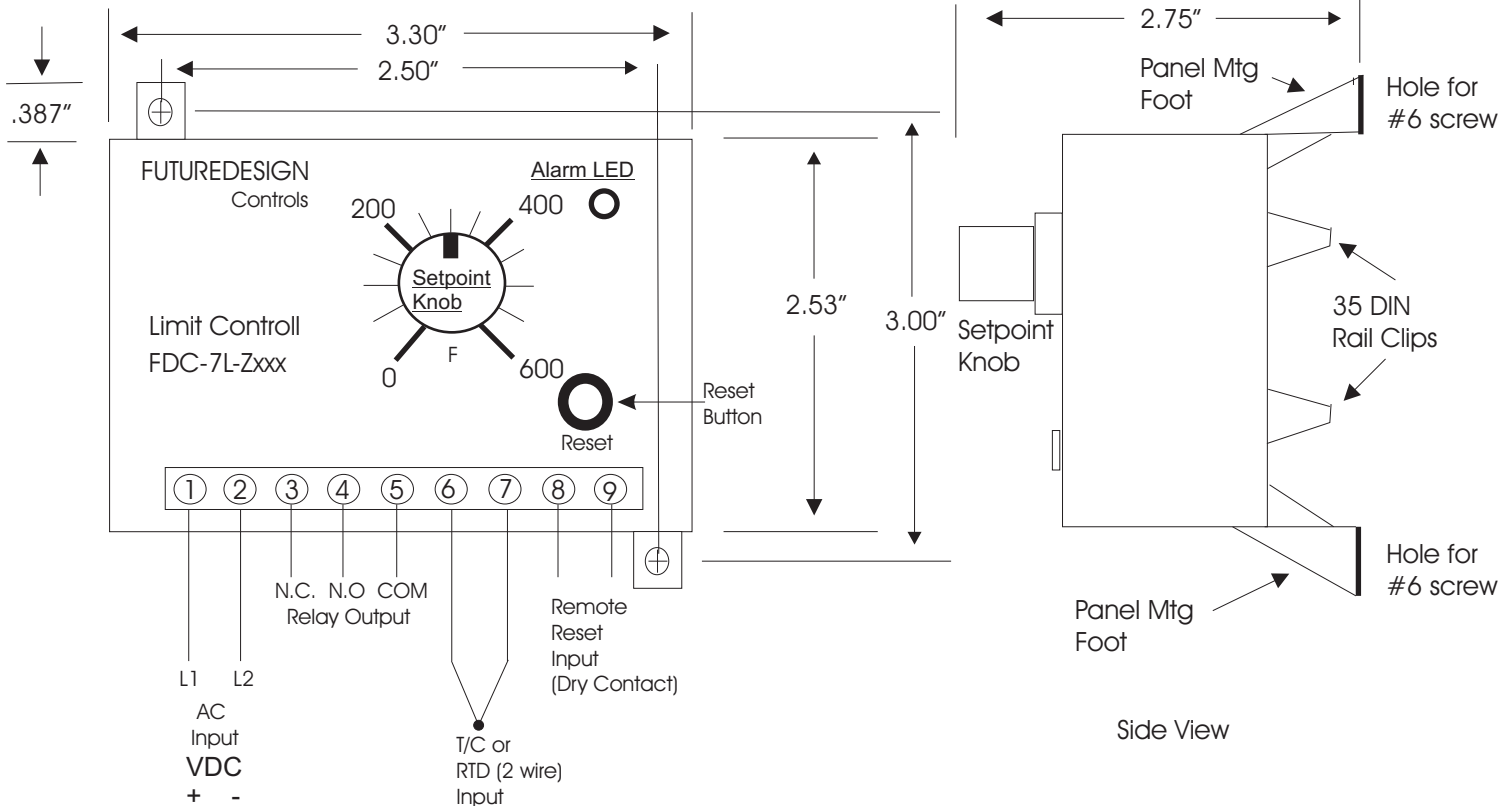 3.30"
2.50"
.387"
FUTUREDESIGN
Controls
Alarm LED
200
400
Setpoint
Knob
Limit Controll
FDC-7L-Zxxx
0
F
600
Reset
Button
Reset
1 2 3 4 5 6 7 8 9
N.C. N.O COM
Relay Output
L1 L2
AC
Input
VDC
+ -
T/C or
RTD (2 wire)
Input
Remote
Reset
Input
(Dry Contact)
2.53"
3.00"
2.75"
Panel Mtg
Foot
Hole for
#6 screw
Setpoint
Knob
35 DIN
Rail Clips
Panel Mtg
Foot
Hole for
#6 screw
Side View